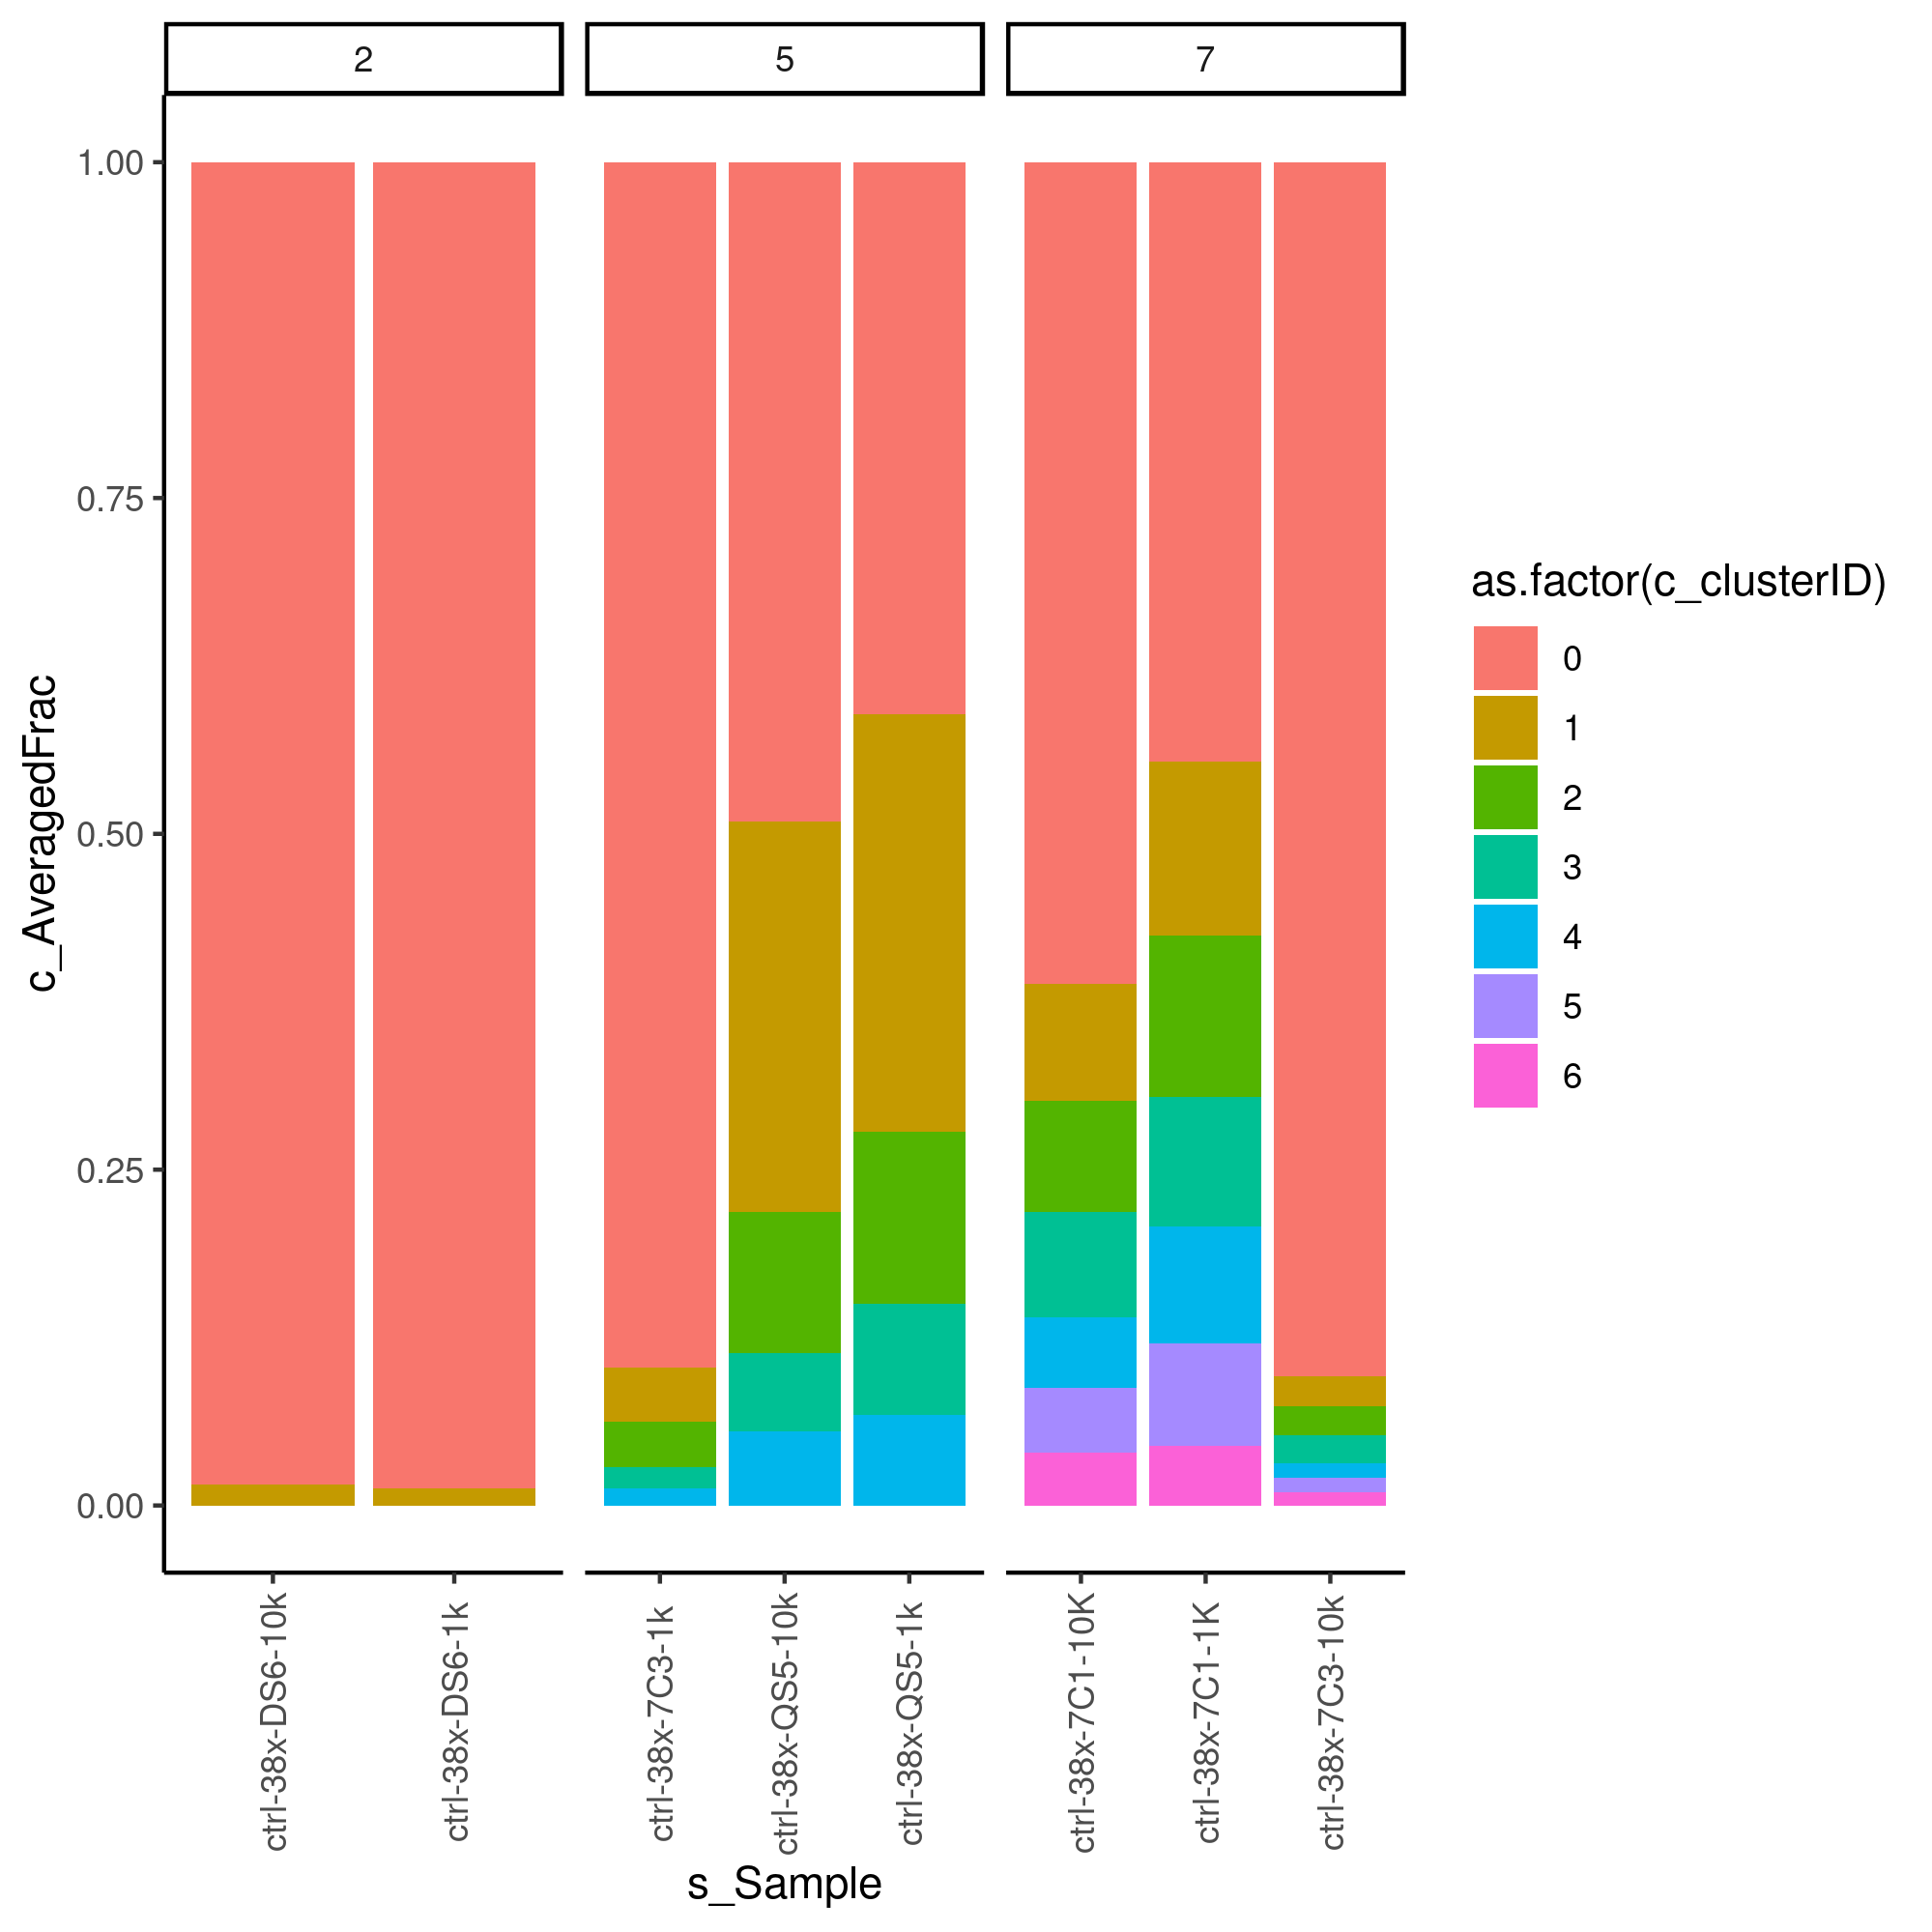 2
5
7
1.00
0.75
0.50
0.25
0.00
c_AveragedFrac
ctrl-38x-DS6-10k
ctrl-38x-DS6-1k
ctrl-38x-7C3-1k
ctrl-38x-QS5-10k
ctrl-38x-QS5-1k
ctrl-38x-7C1-10K
ctrl-38x-7C1-1K
ctrl-38x-7C3-10k
s_Sample
as.factor(c_clusterID)
0
1
2
3
4
5
6